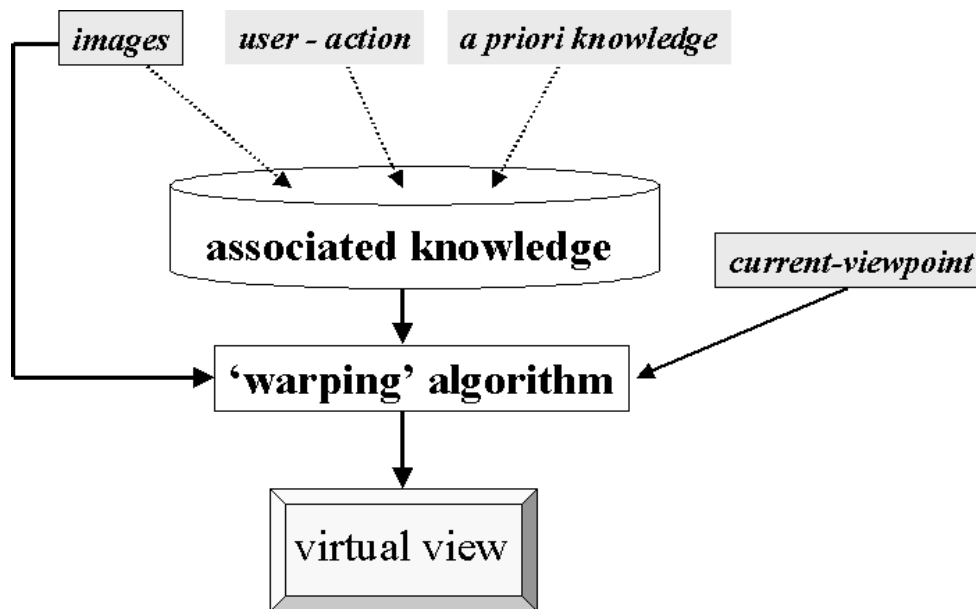 images
user - action
a priori knowledge
associated knowledge
current-viewpoint
‘warping’ algorithm
virtual view